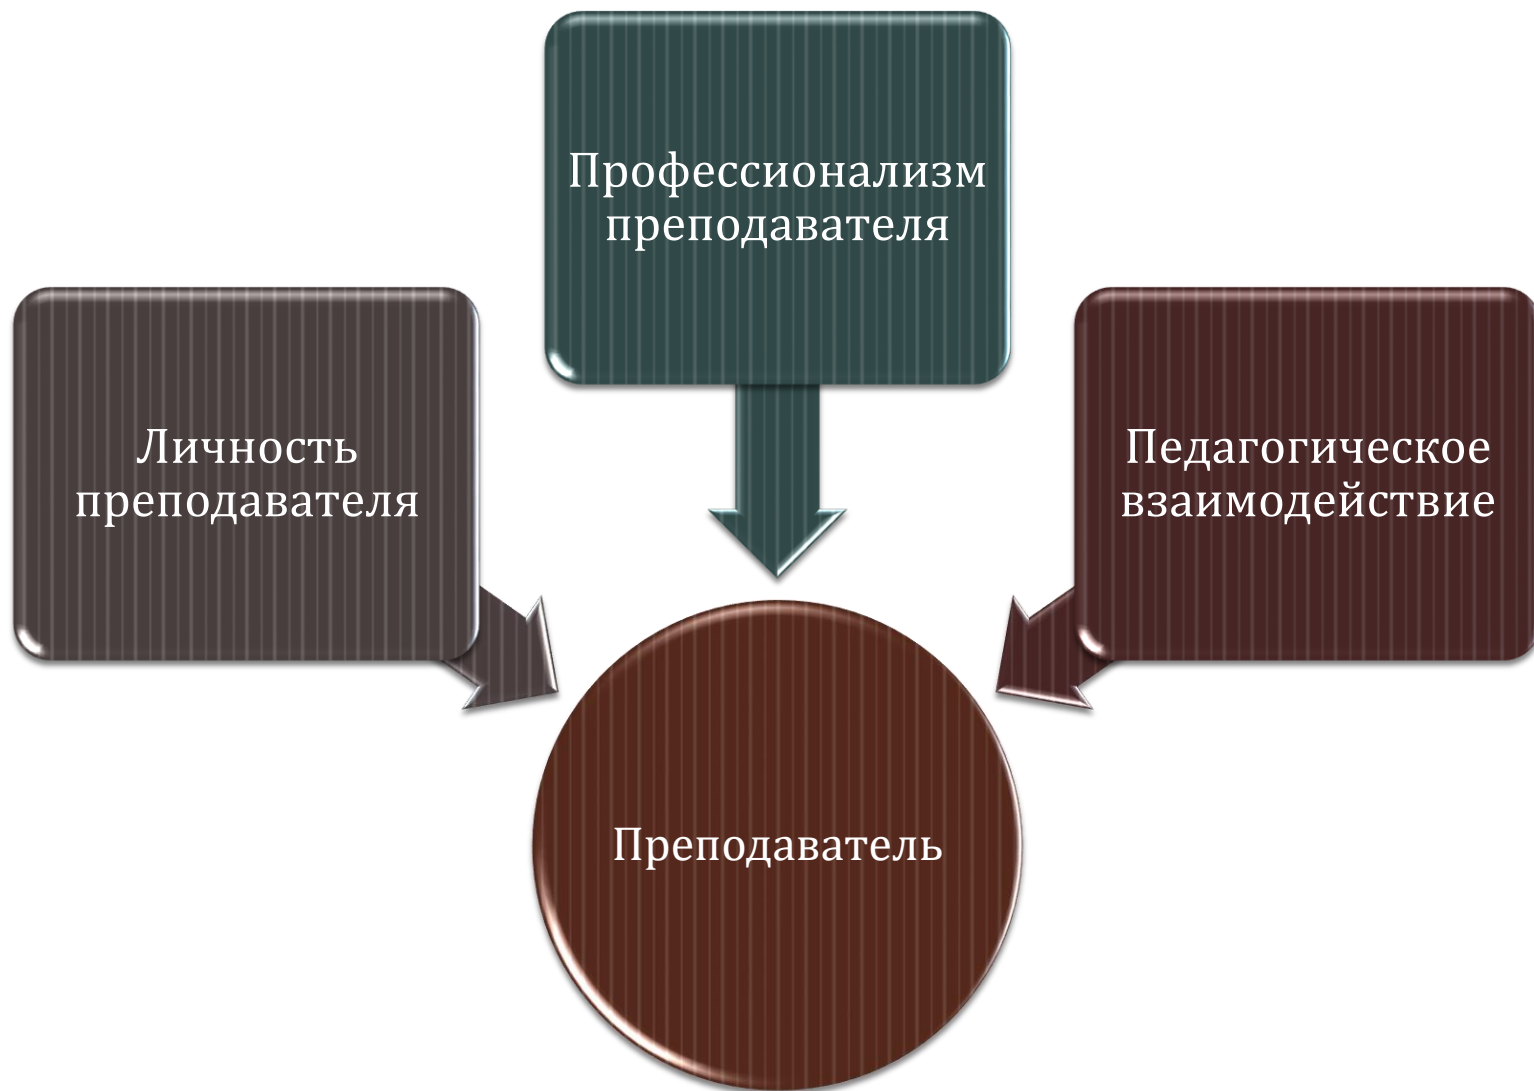 Профессионализм
преподавателя
Личность
преподавателя
Педагогическое
взаимодействие
Преподаватель